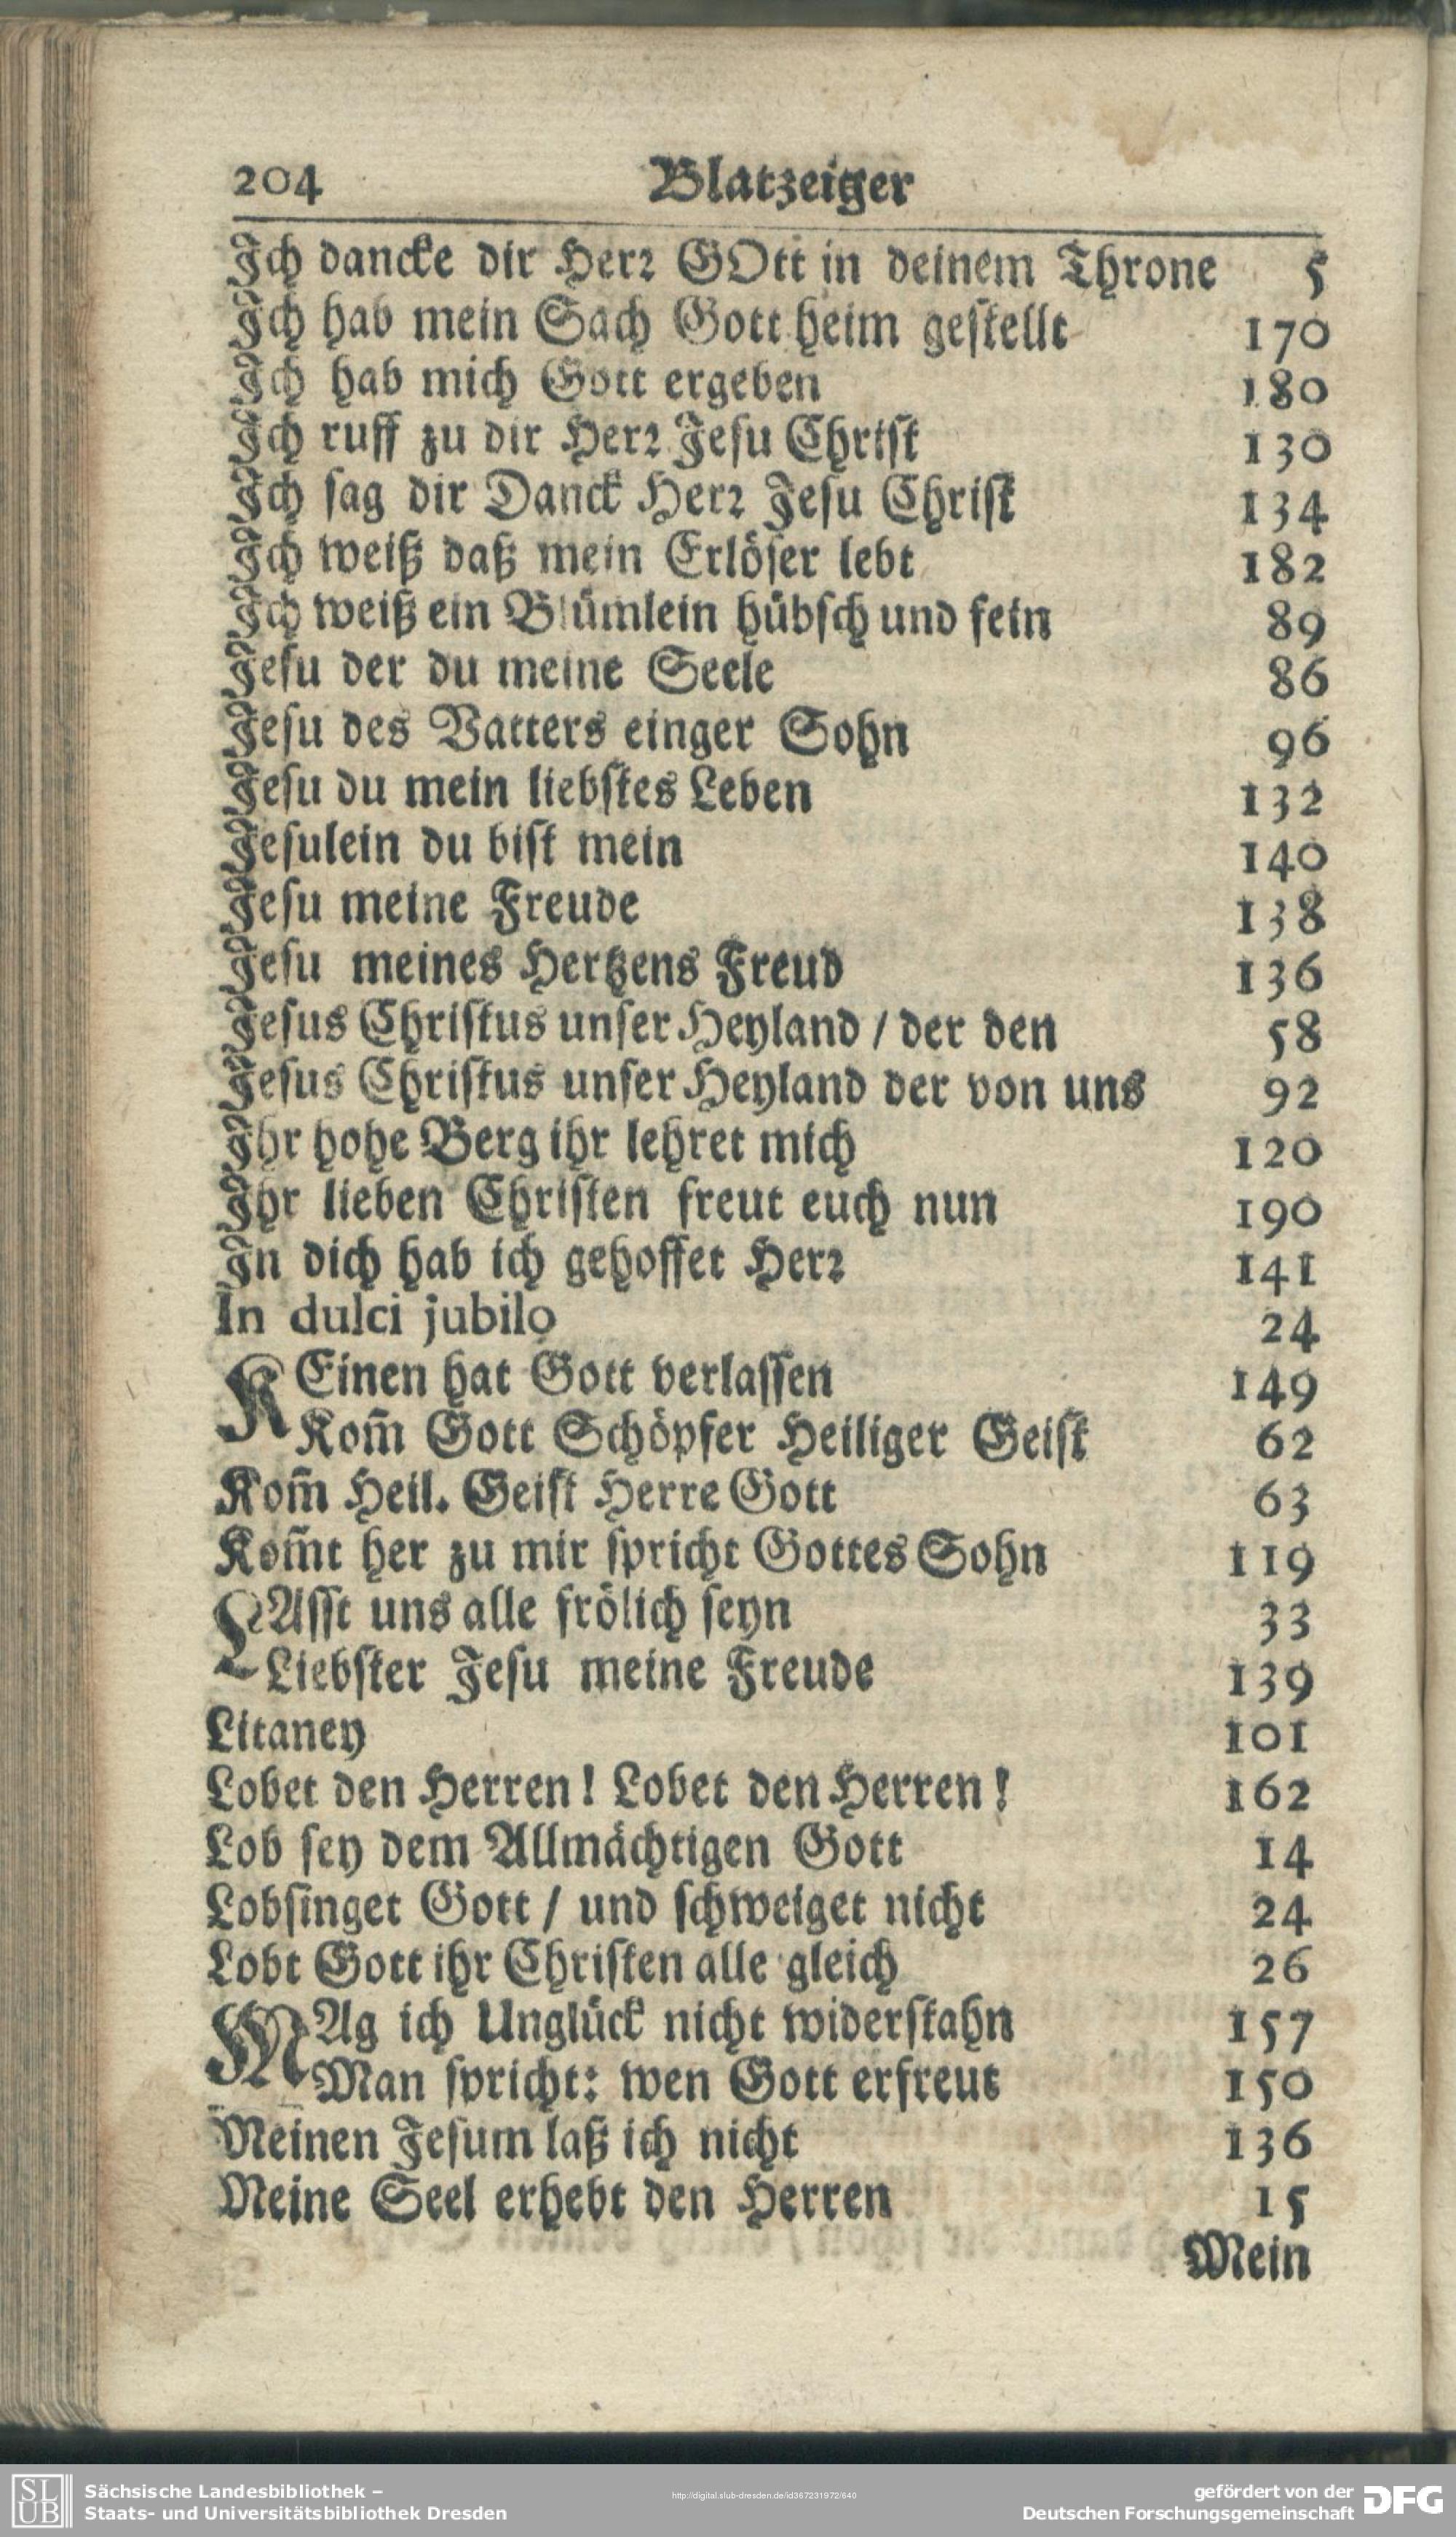 204 Blatzeiger
Ich dancke dir Herꝛ GOtt in deinem Throne 5
Ich hab mein Sach Gott heim geſtellt 170
Ich hab mich Gott ergeben 180
Ich ruff zu dir Herꝛ Jeſu Chriſt 130
Ich ſag dir Danck Herꝛ Jeſu Chriſt 134
Ich weiß daß mein Erlöſer lebt 182
Ich weiß ein Blümlein hübſch und fein 89
Jeſu der du meine Seele 86
Jeſu des Vatters einger Sohn 96
Jeſu du mein liebſtes Leben 132
Jeſulein du biſt mein 140
Jeſu meine Freude 138
Jeſu meines Hertzens Freud 136
Jeſus Chriſtus unſer Heyland / der den 58
Jeſus Chriſtus unſer Heyland der von uns 92
Ihr hohe Berg ihr lehret mich 120
Ihr lieben Chriſten freut euch nun 190
In dich hab ich gehoffet Herꝛ 141
In dulci jubilo 24
KEinen hat Gott verlaſſen 149
Kom̃ Gott Schöpfer Heiliger Geiſt 62
Kom̃ Heil. Geiſt Herre Gott 63
Kom̃t her zu mir ſpricht Gottes Sohn 119
LAſſt uns alle frölich ſeyn 33
Liebſter Jeſu meine Freude 139
Litaney 101
Lobet den Herren! Lobet den Herren! 162
Lob ſey dem Allmächtigen Gott 14
Lobſinget Gott / und ſchweiget nicht 24
Lobt Gott ihr Chriſten alle gleich 26
MAg ich Unglück nicht widerſtahn 157
Man ſpricht: wen Gott erfreut 150
Meinen Jeſum laß ich nicht 136
Meine Seel erhebt den Herren 15
Mein
SLUB Sächsische Landesbibliothek –
Staats- und Universitätsbibliothek Dresden
http://digital.slub-dresden.de/id367231972/640
gefördert von der
Deutschen Forschungsgemeinschaft DFG